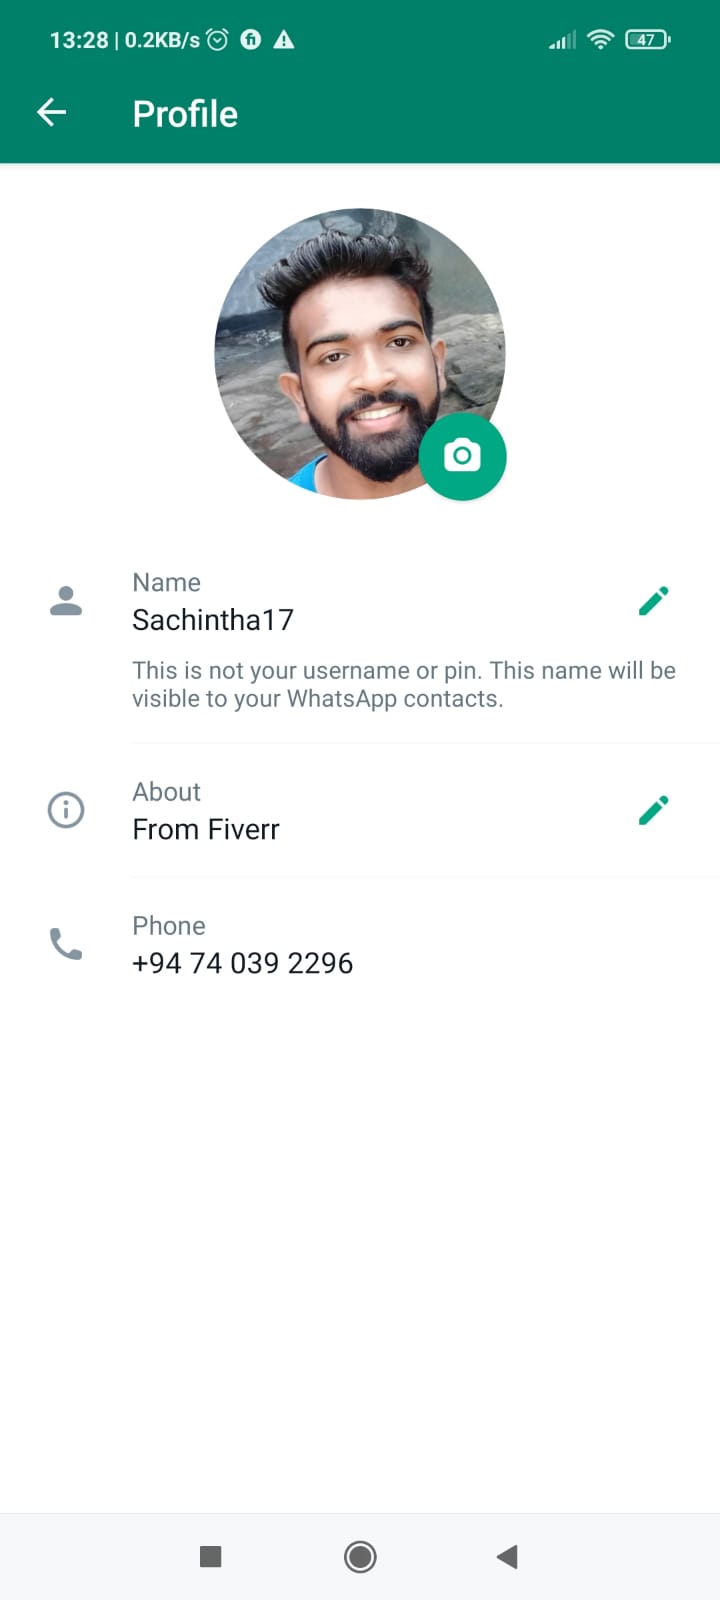 13:28 | 0.2KB/s
47
Profile
Name
Sachintha17
This is not your username or pin. This name will be
visible to your WhatsApp contacts.
About
From Fiverr
Phone
+94 74 039 2296